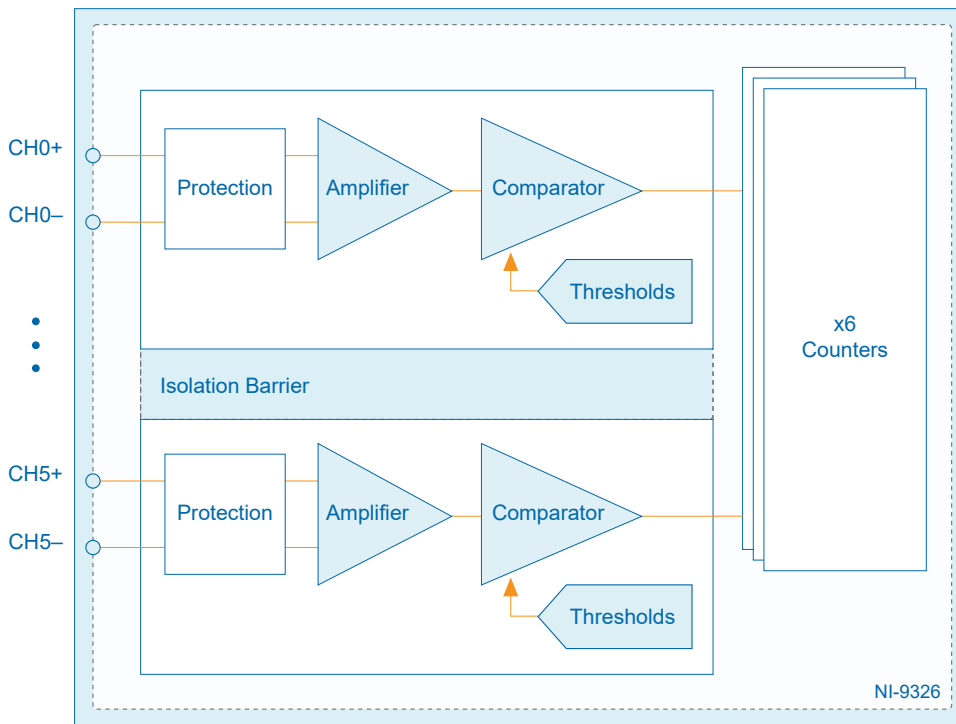 CH0+
CH0–
Protection
Amplifier
Comparator
Thresholds
Isolation Barrier
CH5+
CH5–
Protection
Amplifier
Comparator
Thresholds
x6
Counters
NI-9326